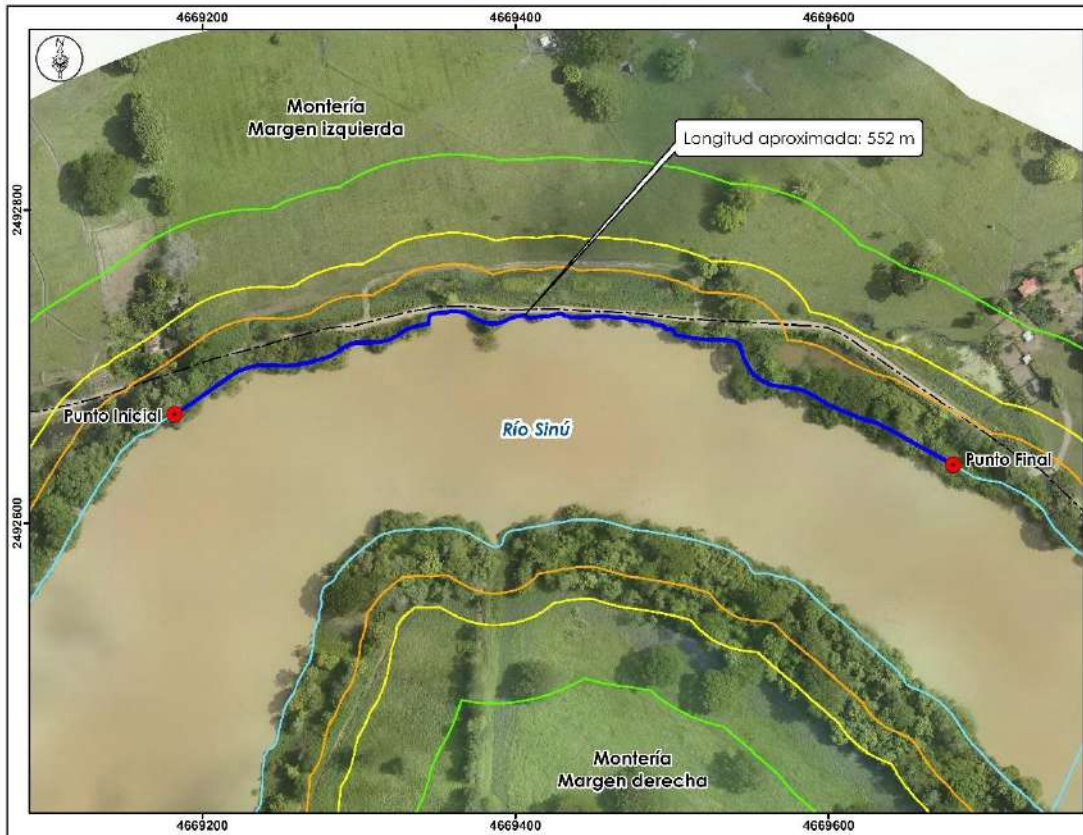 4669200
4669400
4669600
N
Montería
Margen izquierda
Longitud aproximada: 552 m
2492800
Punto Inicial
Río Sinú
Punto Final
2492600
Montería
Margen derecha
4669200
4669400
4669600